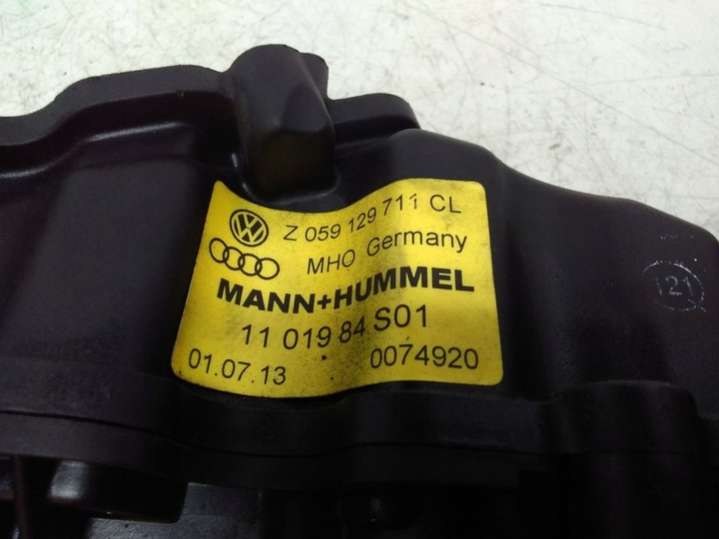 Z 059 129 711 CL
MHO Germany
MANN+HUMMEL
11 019 84 S01
01.07.13 0074920
121